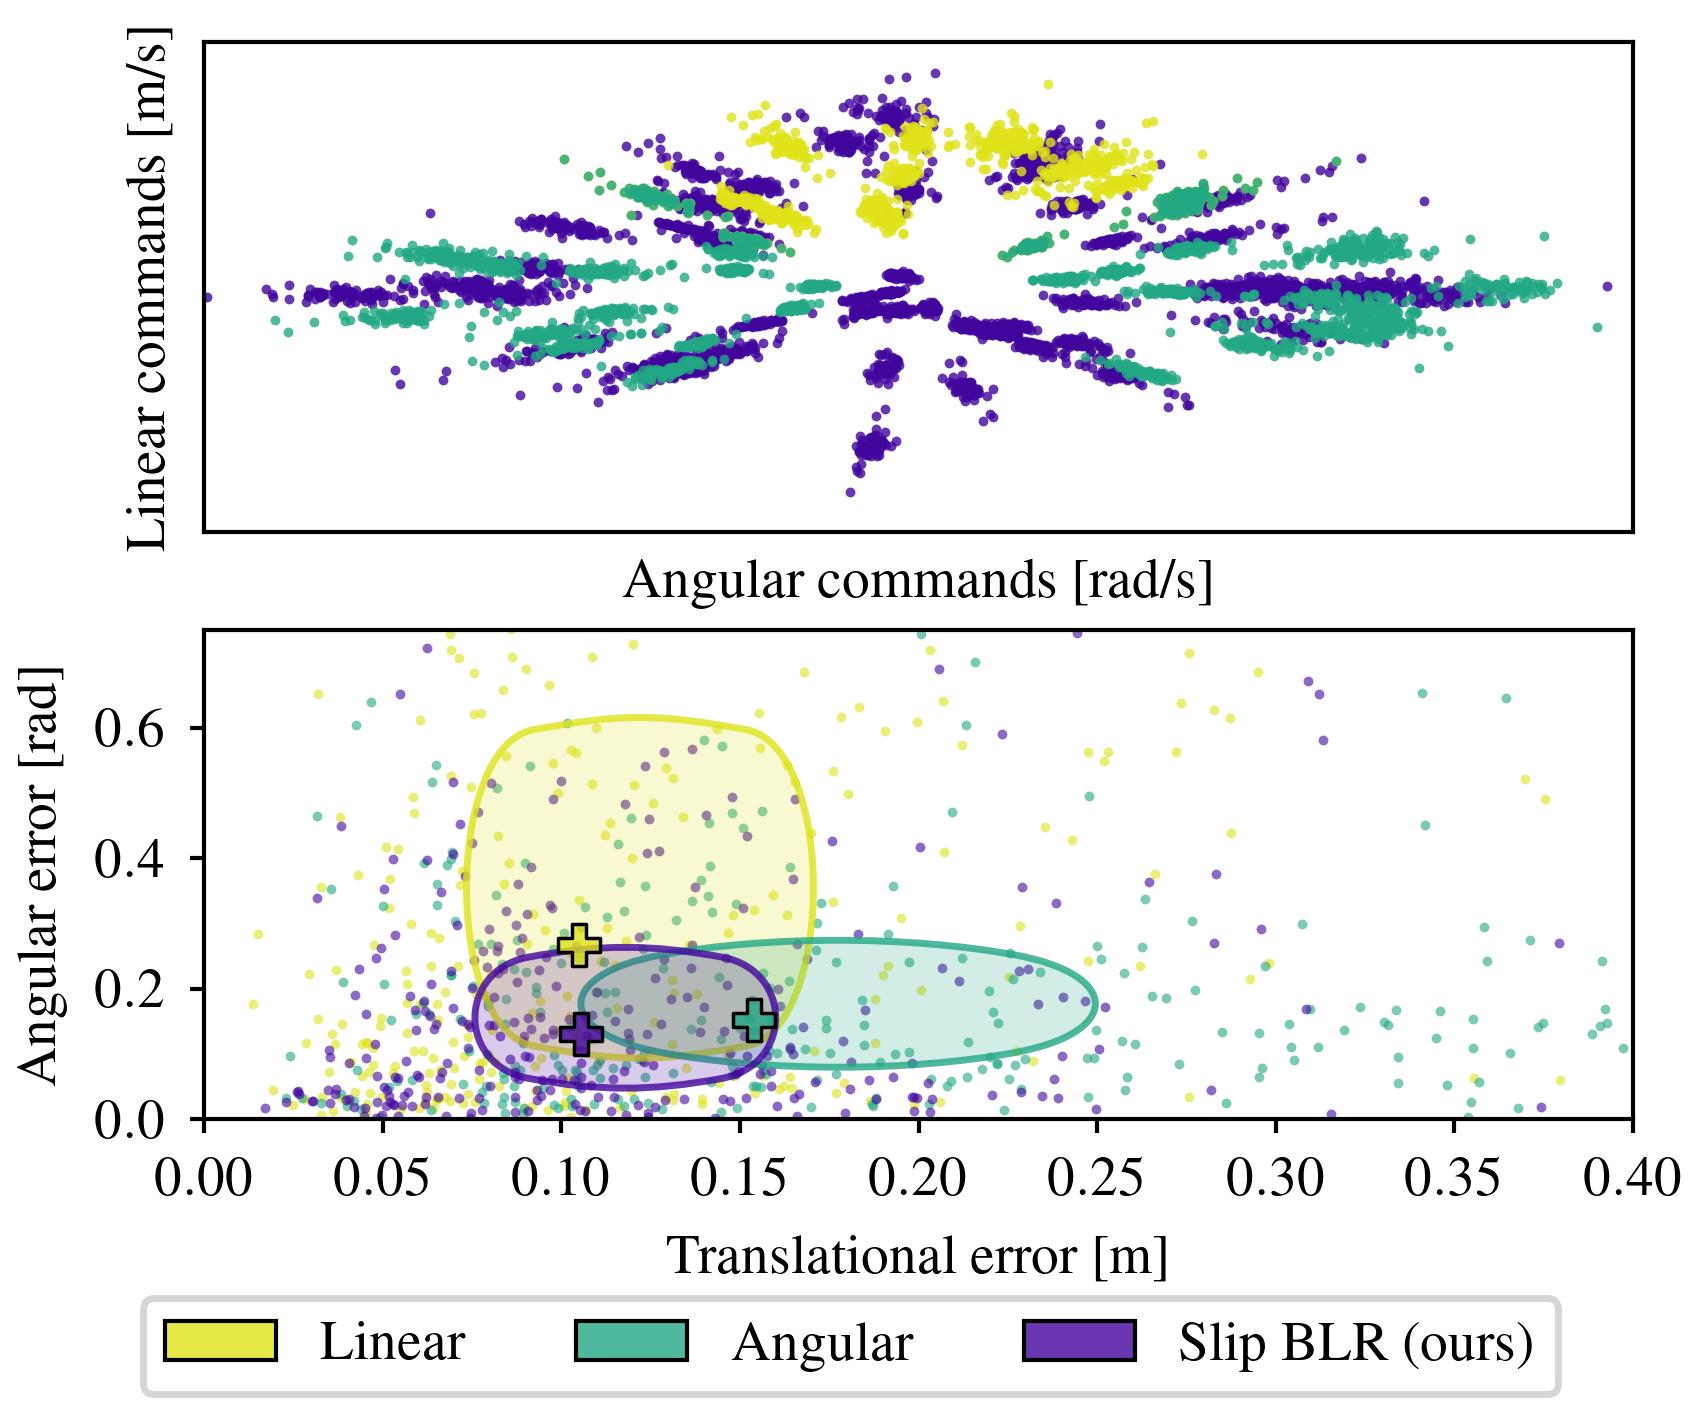 Linear commands [m/s]
Angular commands [rad/s]
Angular error [rad]
0.6
0.4
0.2
0.0
0.00 0.05 0.10 0.15 0.20 0.25 0.30 0.35 0.40
Translational error [m]
Linear Angular Slip BLR (ours)